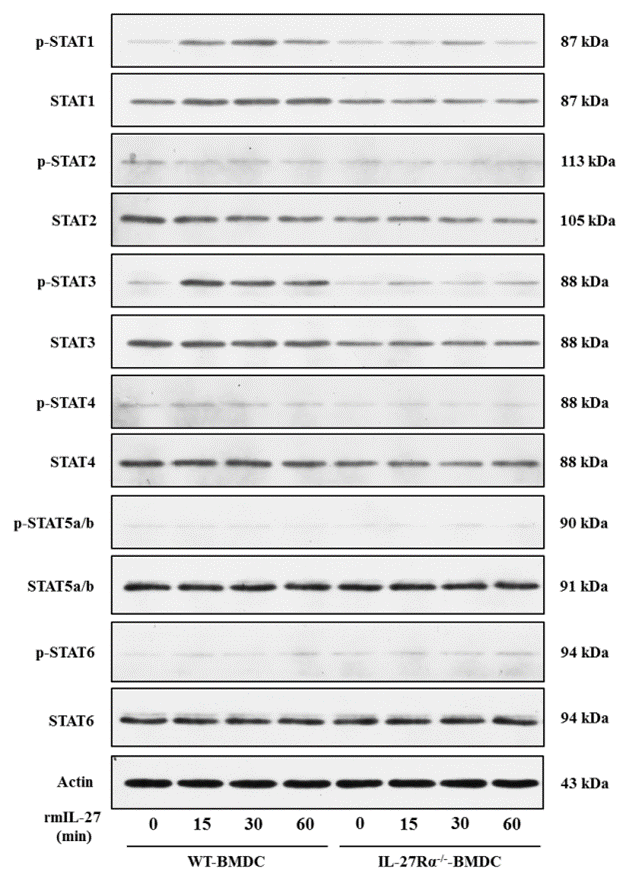 p-STAT1 87 kDa
STAT1 87 kDa
p-STAT2 113 kDa
STAT2 105 kDa
p-STAT3 88 kDa
STAT3 88 kDa
p-STAT4 88 kDa
STAT4 88 kDa
p-STAT5a/b 90 kDa
STAT5a/b 91 kDa
p-STAT6 94 kDa
STAT6 94 kDa
Actin 43 kDa
rmIL-27 0 15 30 60 0 15 30 60
(min)
WT-BMDC IL-27Rα-/--BMDC